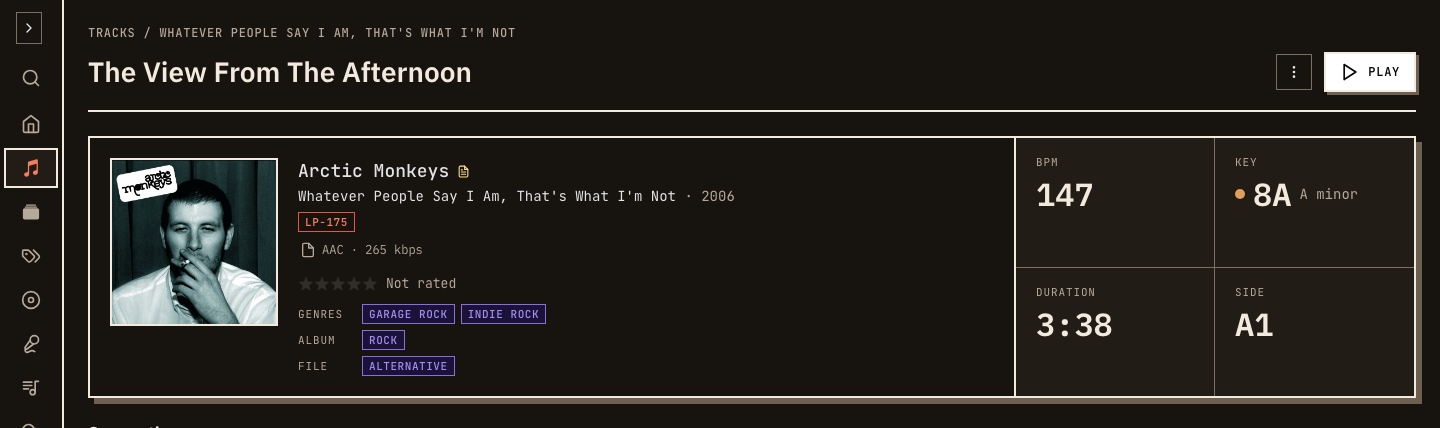 TRACKS / WHATEVER PEOPLE SAY I AM, THAT'S WHAT I'M NOT
The View From The Afternoon
PLAY
arctic monkeys
Arctic Monkeys
Whatever People Say I Am, That's What I'm Not · 2006
LP-175
AAC · 265 kbps
Not rated
GENRES GARAGE ROCK INDIE ROCK
ALBUM ROCK
FILE ALTERNATIVE
BPM
147
KEY
8A A minor
DURATION
3:38
SIDE
A1